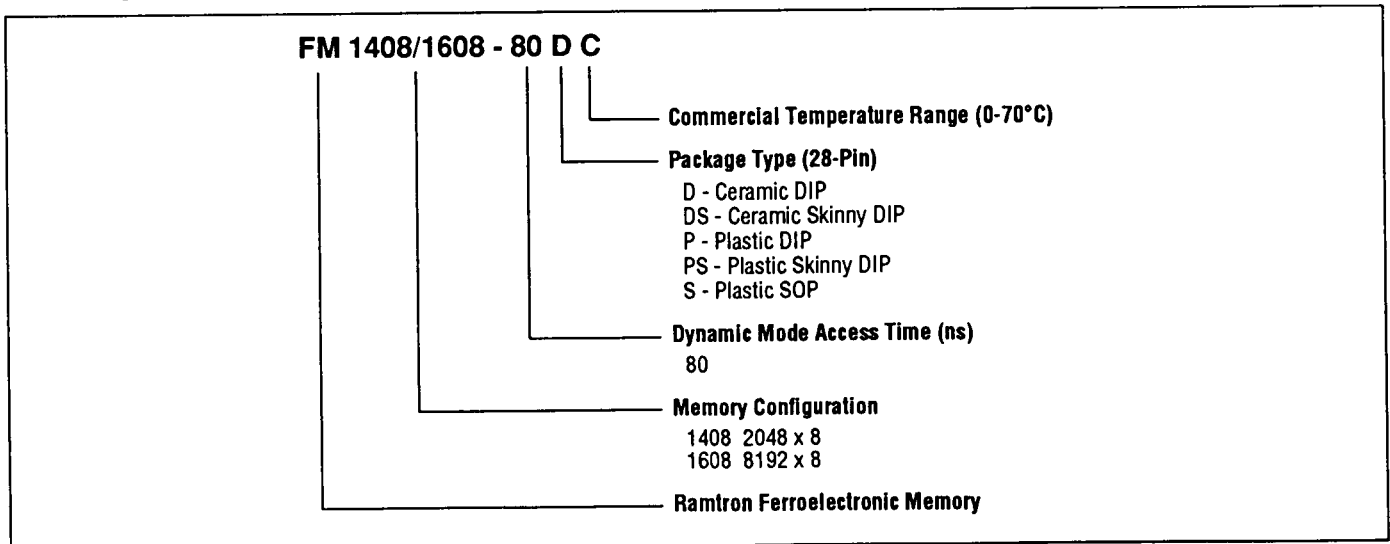 FM 1408/1608 - 80 D C
Commercial Temperature Range (0-70°C)
Package Type (28-Pin)
D - Ceramic DIP
DS - Ceramic Skinny DIP
P - Plastic DIP
PS - Plastic Skinny DIP
S - Plastic SOP
Dynamic Mode Access Time (ns)
80
Memory Configuration
1408 2048 x 8
1608 8192 x 8
Ramtron Ferroelectronic Memory